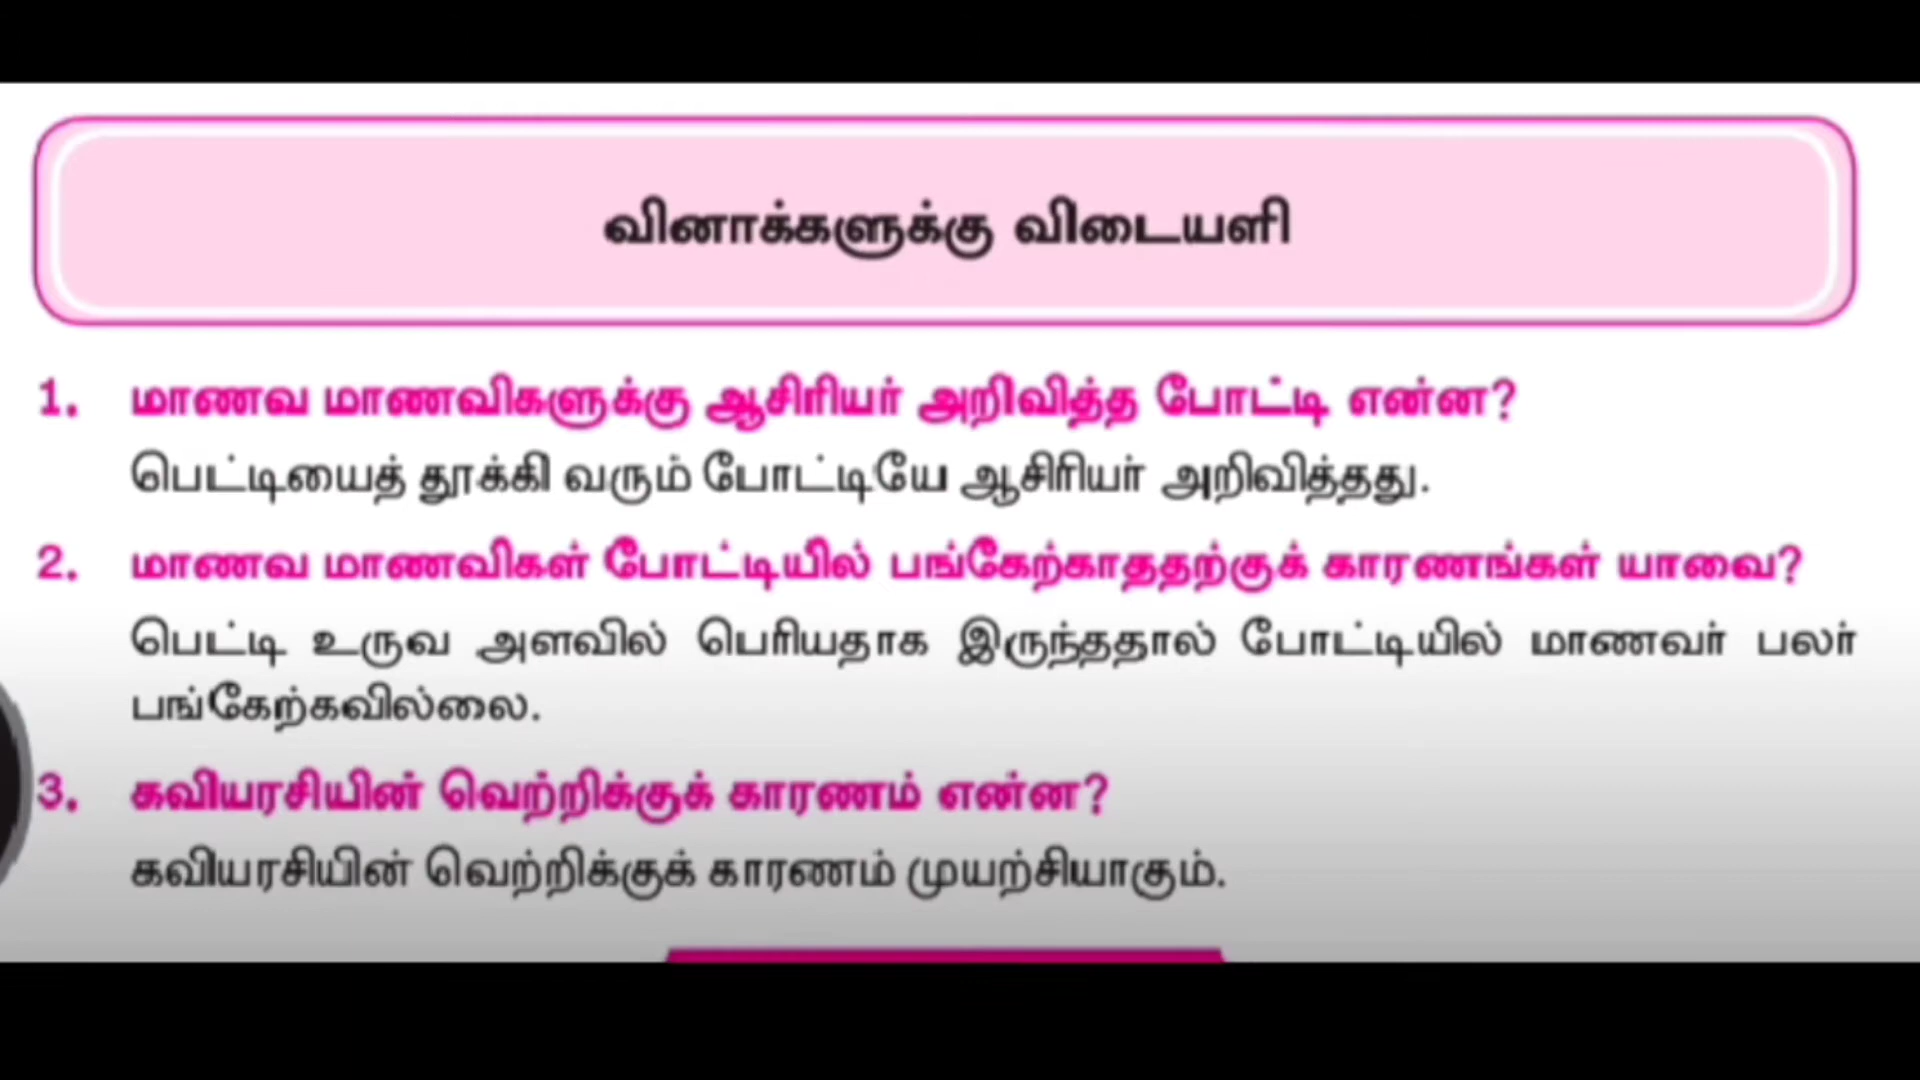 வினாக்களுக்கு விடையளி
1. மாணவ மாணவிகளுக்கு ஆசிரியர் அறிவித்த போட்டி என்ன?
பெட்டியைத் தூக்கி வரும் போட்டியே ஆசிரியர் அறிவித்தது.
2. மாணவ மாணவிகள் போட்டியில் பங்கேற்காததற்குக் காரணங்கள் யாவை?
பெட்டி உருவ அளவில் பெரியதாக இருந்ததால் போட்டியில் மாணவர் பலர்
பங்கேற்கவில்லை.
3. கவியரசியின் வெற்றிக்குக் காரணம் என்ன?
கவியரசியின் வெற்றிக்குக் காரணம் முயற்சியாகும்.